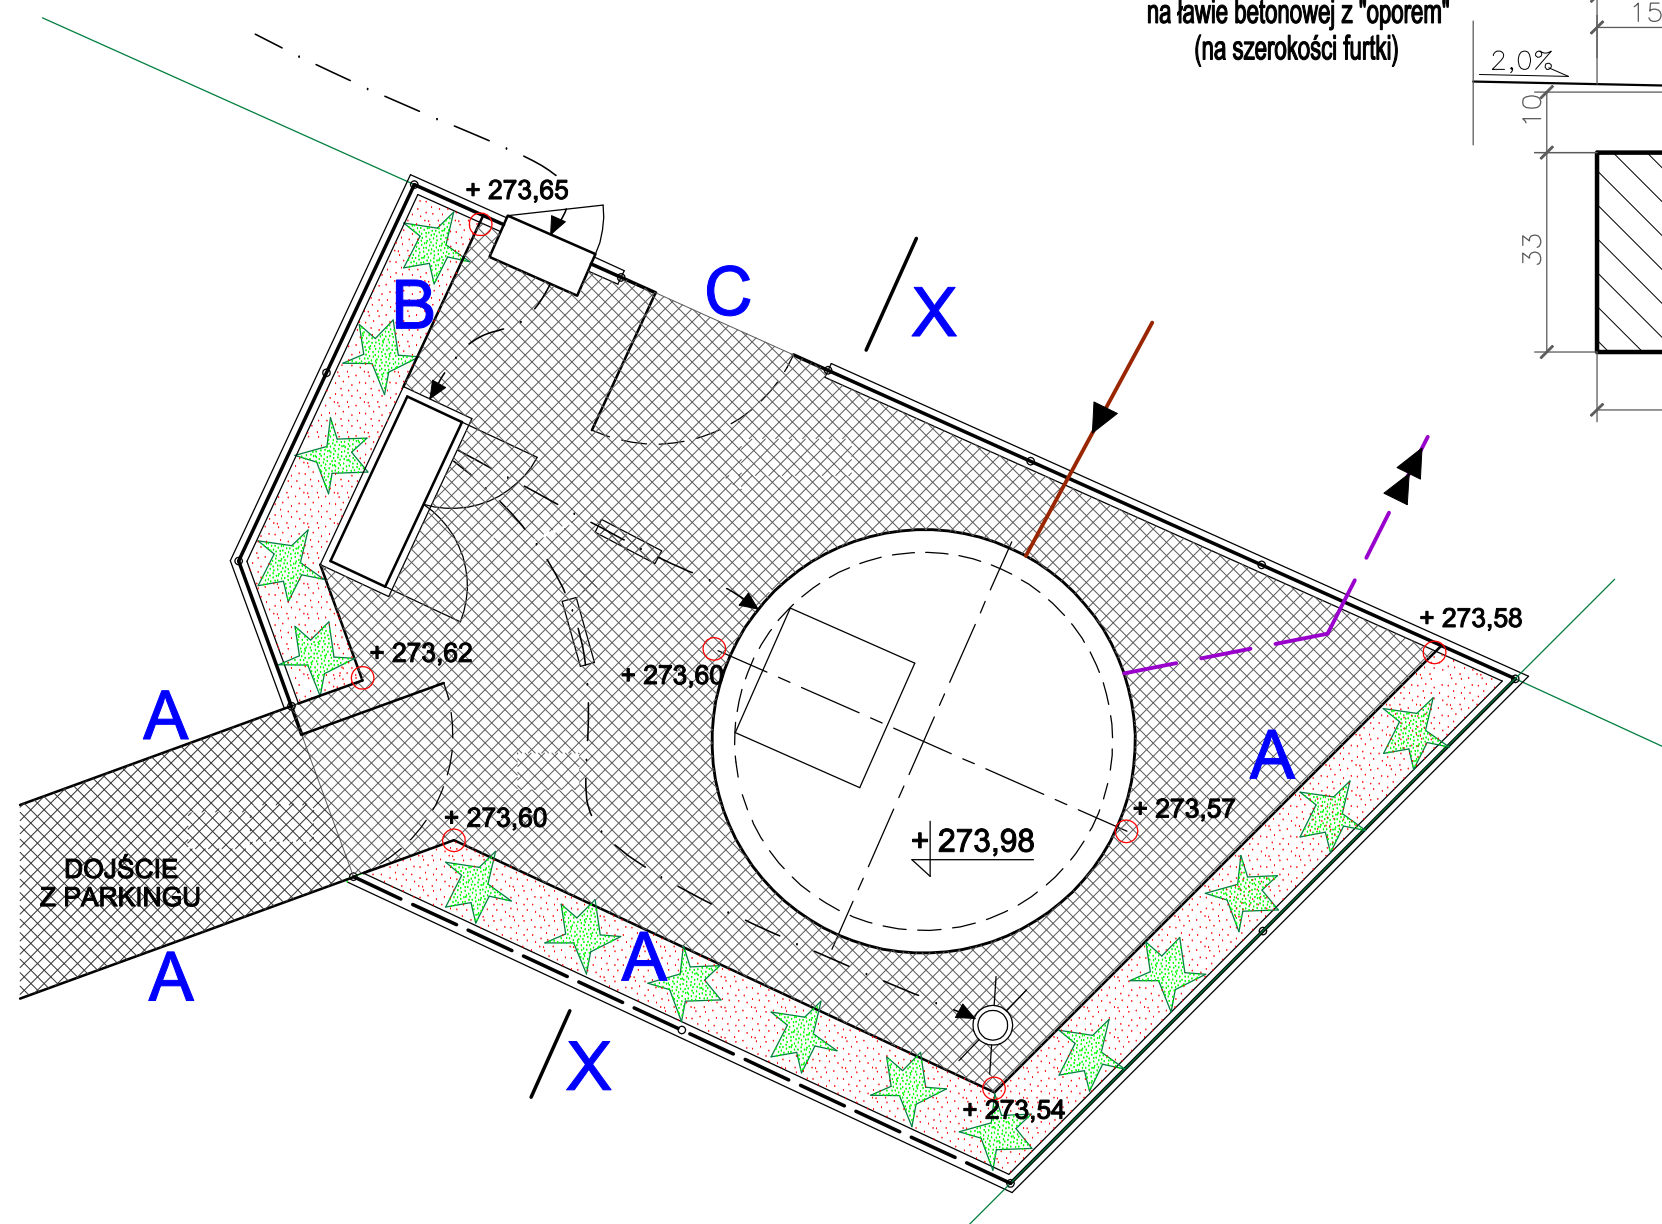 na ławie betonowej z "oporem"
(na szerokości furtki)
15
2,0%
10
33
+ 273,65
B
C
X
+ 273,58
+ 273,62
+ 273,60
A
A
+ 273,57
+ 273,60
+ 273,98
DOJŚCIE
Z PARKINGU
A
A
X
+ 273,54